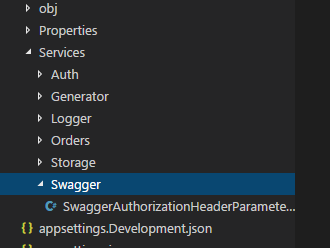 obj
Properties
Services
Auth
Generator
Logger
Orders
Storage
Swagger
C# SwaggerAuthorizationHeaderParamete...
{ } appsettings.Development.json